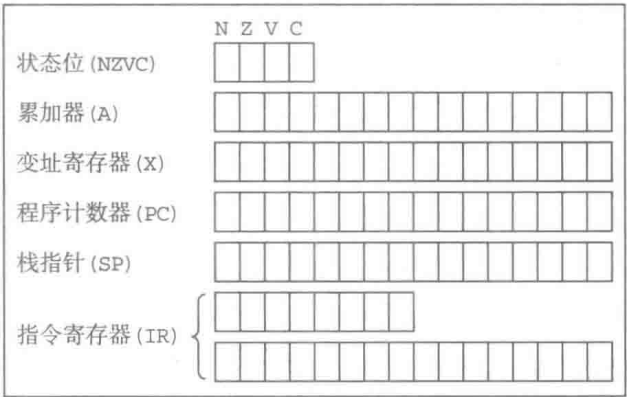 N Z V C
状态位(NZVC)
累加器(A)
变址寄存器(X)
程序计数器(PC)
栈指针(SP)
指令寄存器(IR)